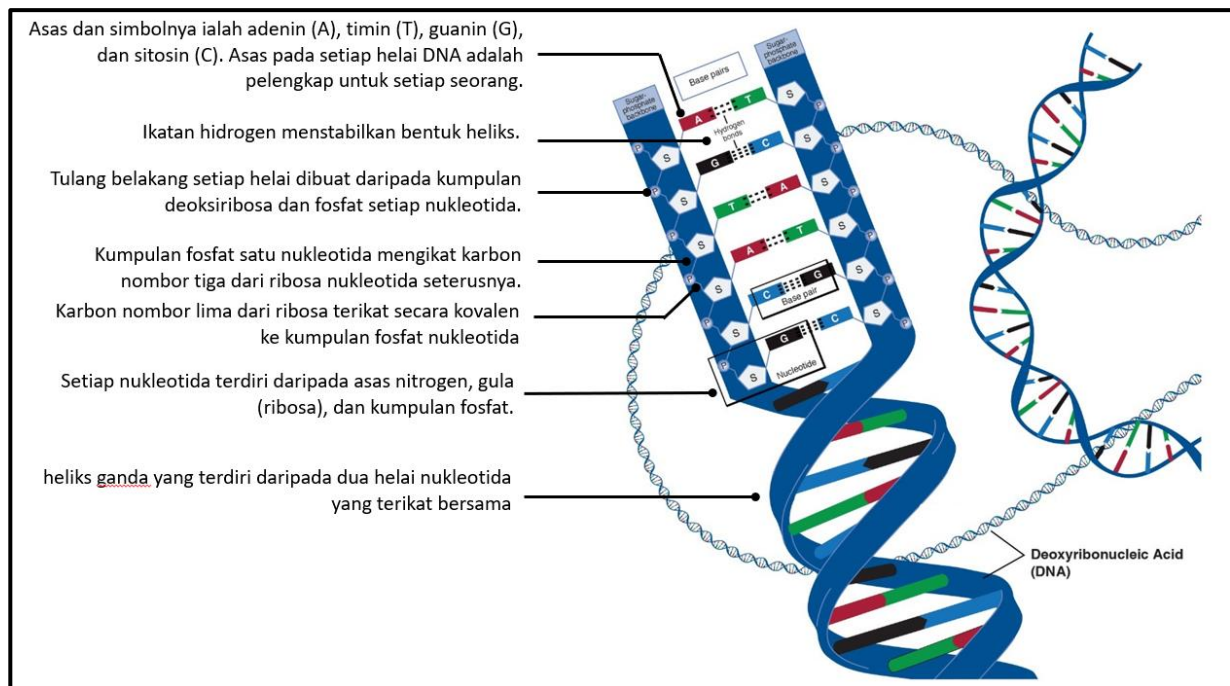 Asas dan simbolnya ialah adenin (A), timin (T), guanin (G),
dan sitosin (C). Asas pada setiap helai DNA adalah
pelengkap untuk setiap seorang.
Ikatan hidrogen menstabilkan bentuk heliks.
Tulang belakang setiap helai dibuat daripada kumpulan
deoksiribosa dan fosfat setiap nukleotida.
Kumpulan fosfat satu nukleotida mengikat karbon
nombor tiga dari ribosa nukleotida seterusnya.
Karbon nombor lima dari ribosa terikat secara kovalen
ke kumpulan fosfat nukleotida
Setiap nukleotida terdiri daripada asas nitrogen, gula
(ribosa), dan kumpulan fosfat.
heliks ganda yang terdiri daripada dua helai nukleotida
yang terikat bersama
Sugar-
phosphate
backbone
Base pairs
Sugar-
phosphate
backbone
P S A T S P
Hydrogen
bonds
P S G C S P
P S T A S P
P S A T S P
P S C G S P
Base pair
P S G C S P
Nucleotide
Deoxyribonucleic Acid
(DNA)